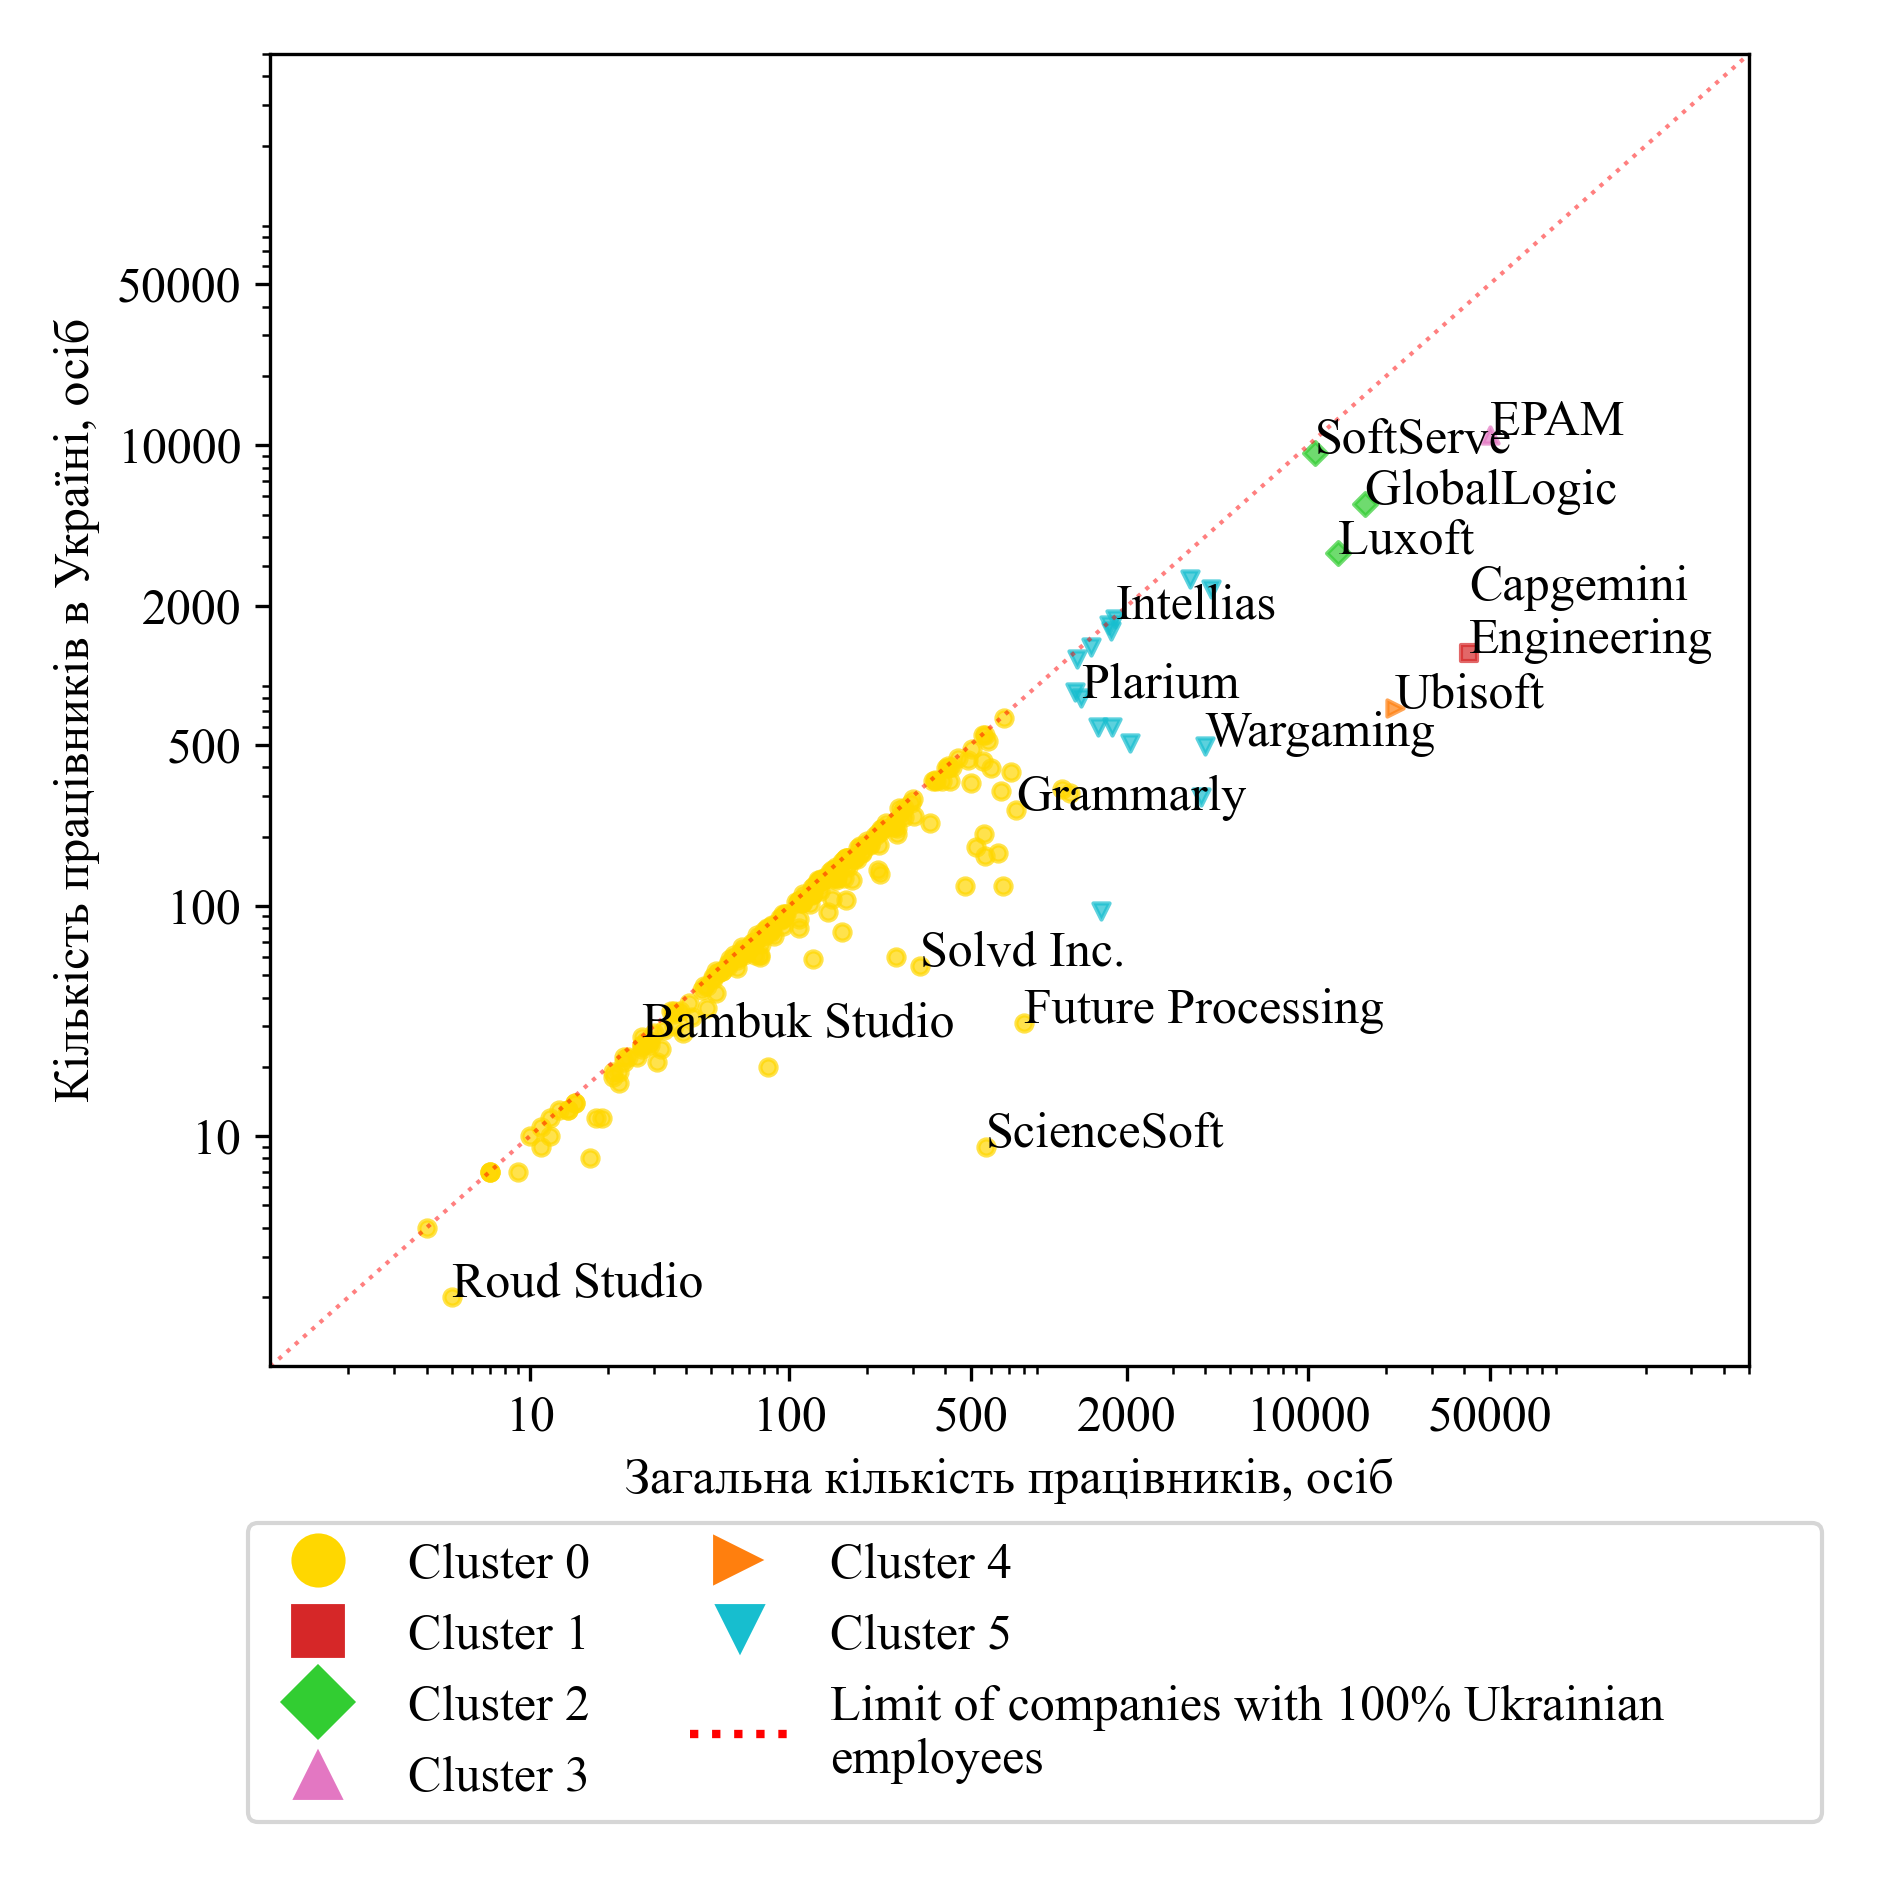 Кількість працівників в Україні, осіб
50000
10000
2000
500
100
10
EPAM
SoftServe
GlobalLogic
Luxoft
Capgemini
Engineering
Intellias
Plarium
Ubisoft
Wargaming
Grammarly
Solvd Inc.
Future Processing
Bambuk Studio
ScienceSoft
Roud Studio
10
100
500
2000
10000
50000
Загальна кількість працівників, осіб
Cluster 0
Cluster 1
Cluster 2
Cluster 3
Cluster 4
Cluster 5
Limit of companies with 100% Ukrainian
employees